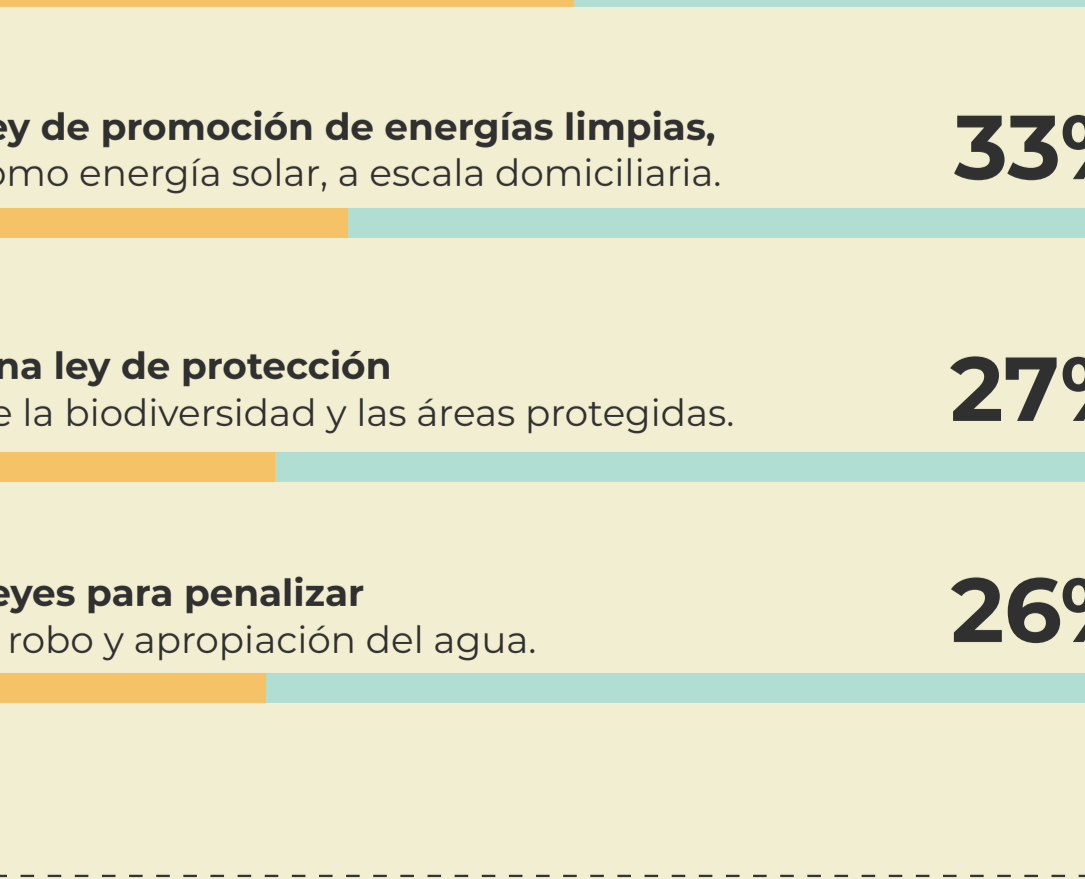 ey de promoción de energías limpias,
omo energía solar, a escala domiciliaria.
33%
na ley de protección
e la biodiversidad y las áreas protegidas.
27%
eyes para penalizar
robo y apropiación del agua.
26%